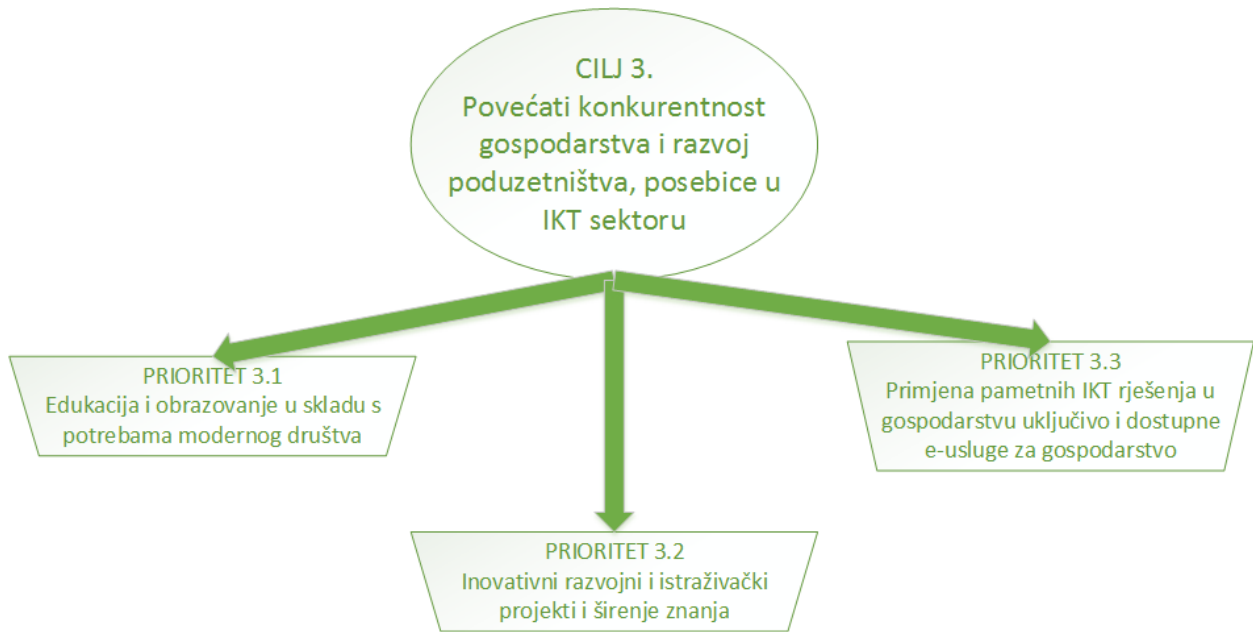 CILJ 3.
Povećati konkurentnost
gospodarstva i razvoj
poduzetništva, posebice u
IKT sektoru
PRIORITET 3.1
Edukacija i obrazovanje u skladu s
potrebama modernog društva
PRIORITET 3.2
Inovativni razvojni i istraživački
projekti i širenje znanja
PRIORITET 3.3
Primjena pametnih IKT rješenja u
gospodarstvu uključivo i dostupne
e-usluge za gospodarstvo